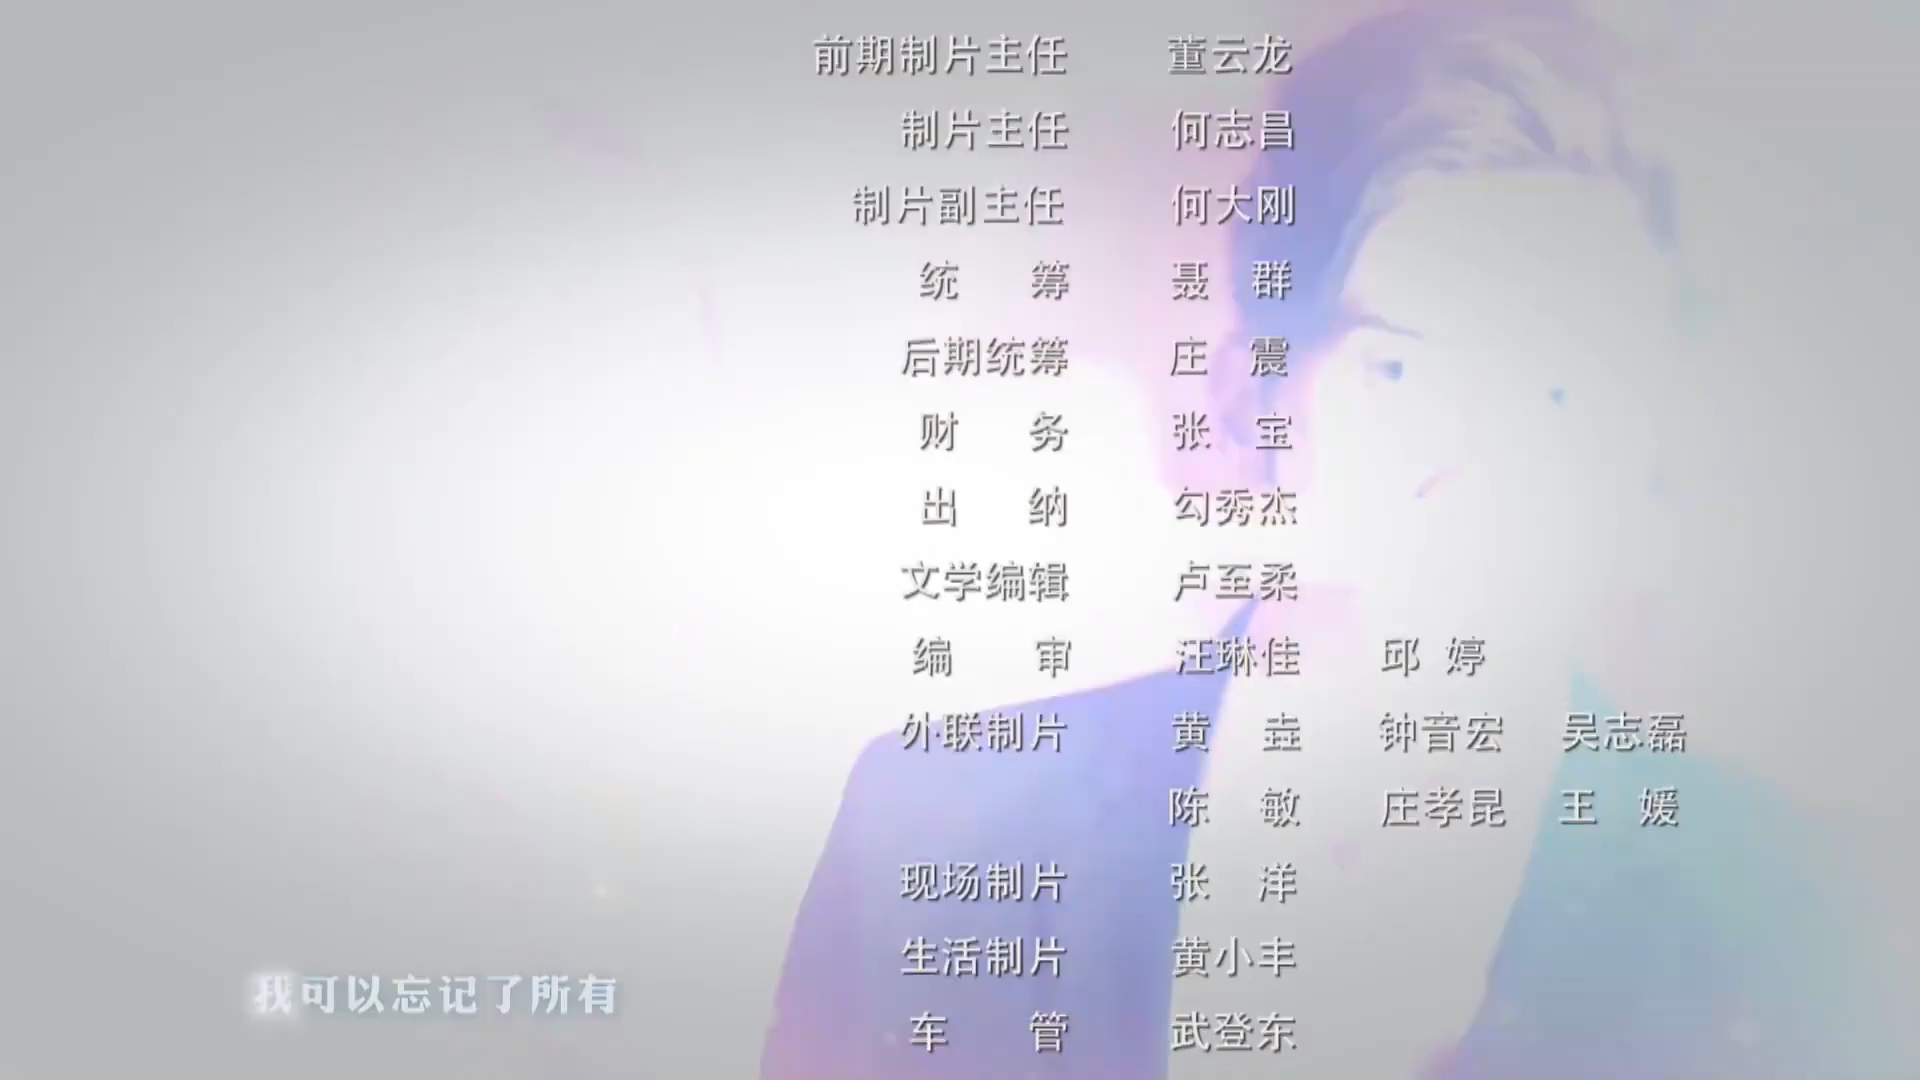 前期制片主任 董云龙
制片主任 何志昌
制片副主任 何大刚
统 筹 聂 群
后期统筹 庄 震
财 务 张 宝
出 纳 勾秀杰
文学编辑 卢至柔
编 审 汪琳佳 邱 婷
外联制片 黄 垚 钟音宏 吴志磊
陈 敏 庄孝昆 王 媛
现场制片 张 洋
生活制片 黄小丰
我可以忘记了所有
车 管 武登东